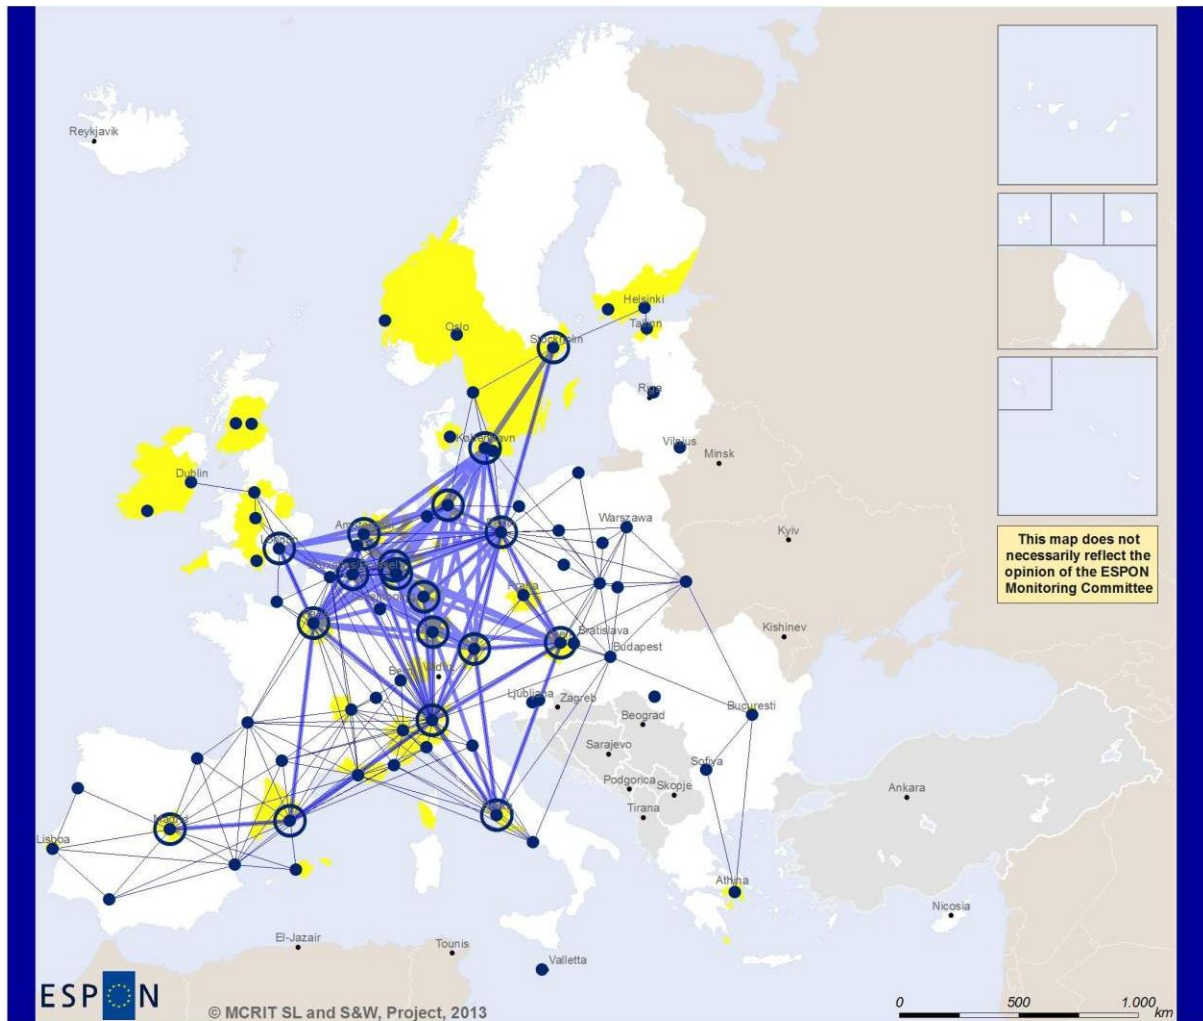 Reykjavik
Helsinki
Oslo
Tallinn
Stockholm
Riga
København
Vilnius
Minsk
Dublin
Warszawa
Kyiv
This map does not
necessarily reflect the
opinion of the ESPON
Monitoring Committee
Praha
Kishinev
Bratislava
Budapest
Bern
Vaduz
Ljubljana
Zagreb
Bucuresti
Beograd
Sarajevo
Sofiya
Podgorica
Skopje
Ankara
Tirana
Madrid
Lisboa
Athina
Nicosia
El-Jazair
Tounis
Valletta
ESPON
© MCRIT SL and S&W, Project, 2013
0 500 1.000
km